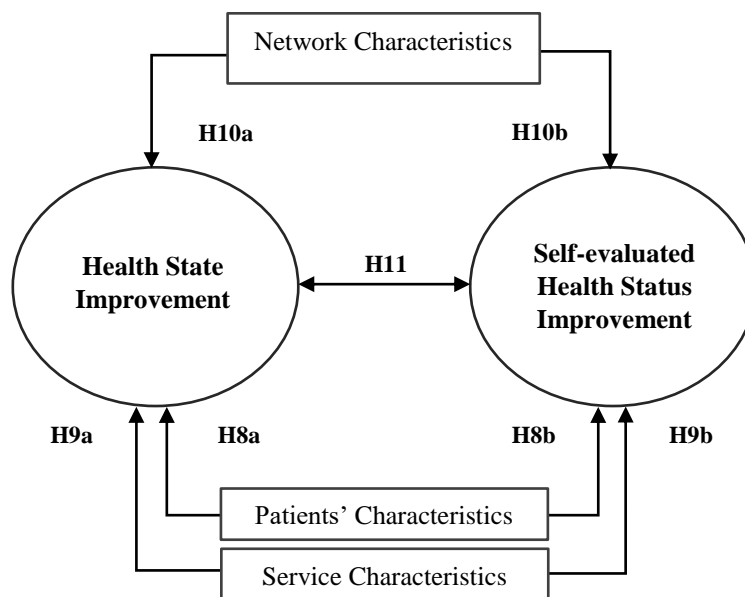 Network Characteristics
H10a
H10b
Health State
Improvement
H11
Self-evaluated
Health Status
Improvement
H9a
H8a
H8b
H9b
Patients’ Characteristics
Service Characteristics